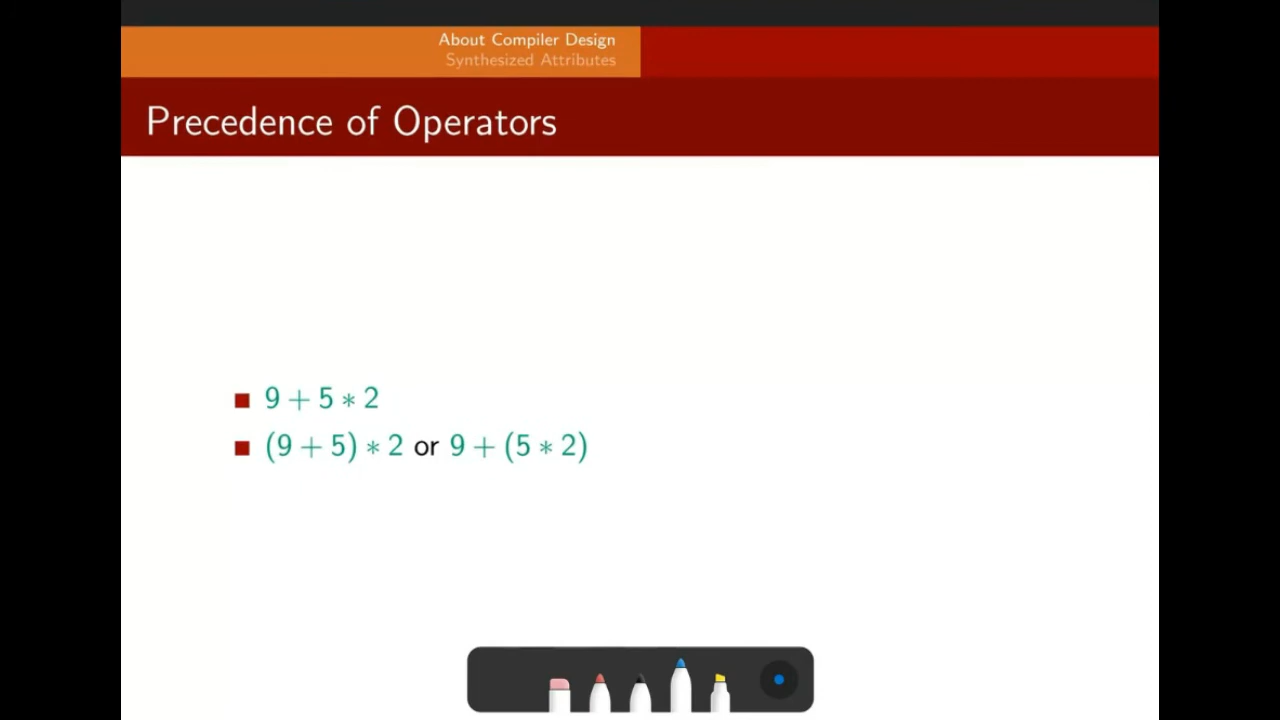 About Compiler Design
Synthesized Attributes
Precedence of Operators
9 + 5 ∗ 2
(9 + 5) ∗ 2 or 9 + (5 ∗ 2)